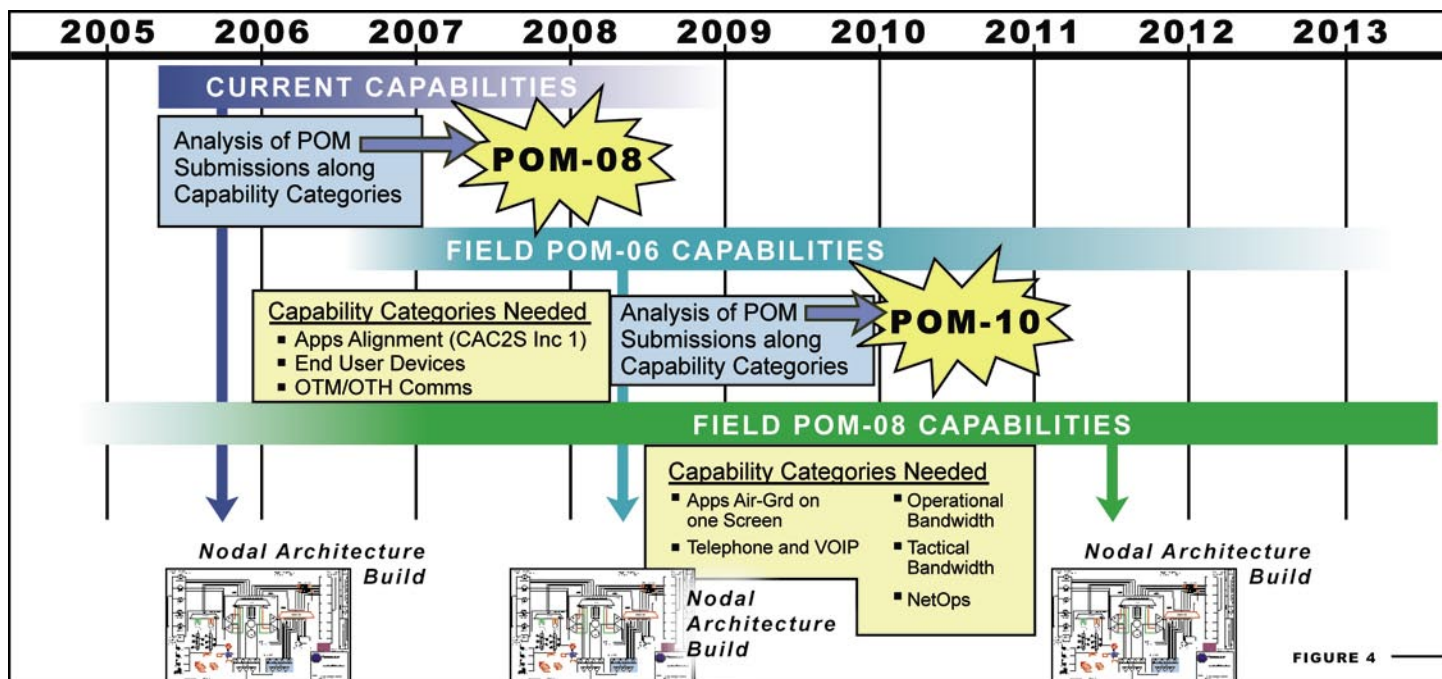 2005 2006 2007 2008 2009 2010 2011 2012 2013
CURRENT CAPABILITIES
Analysis of POM
Submissions along
Capability Categories
POM-08
FIELD POM-06 CAPABILITIES
Capability Categories Needed
▪ Apps Alignment (CAC2S Inc 1)
▪ End User Devices
▪ OTM/OTH Comms
Analysis of POM
Submissions along
Capability Categories
POM-10
FIELD POM-08 CAPABILITIES
Capability Categories Needed
▪ Apps Air-Grd on
one Screen
▪ Telephone and VOIP
▪ Operational
Bandwidth
▪ Tactical
Bandwidth
▪ NetOps
Nodal Architecture
Build
Nodal
Architecture
Build
Nodal Architecture
Build
FIGURE 4